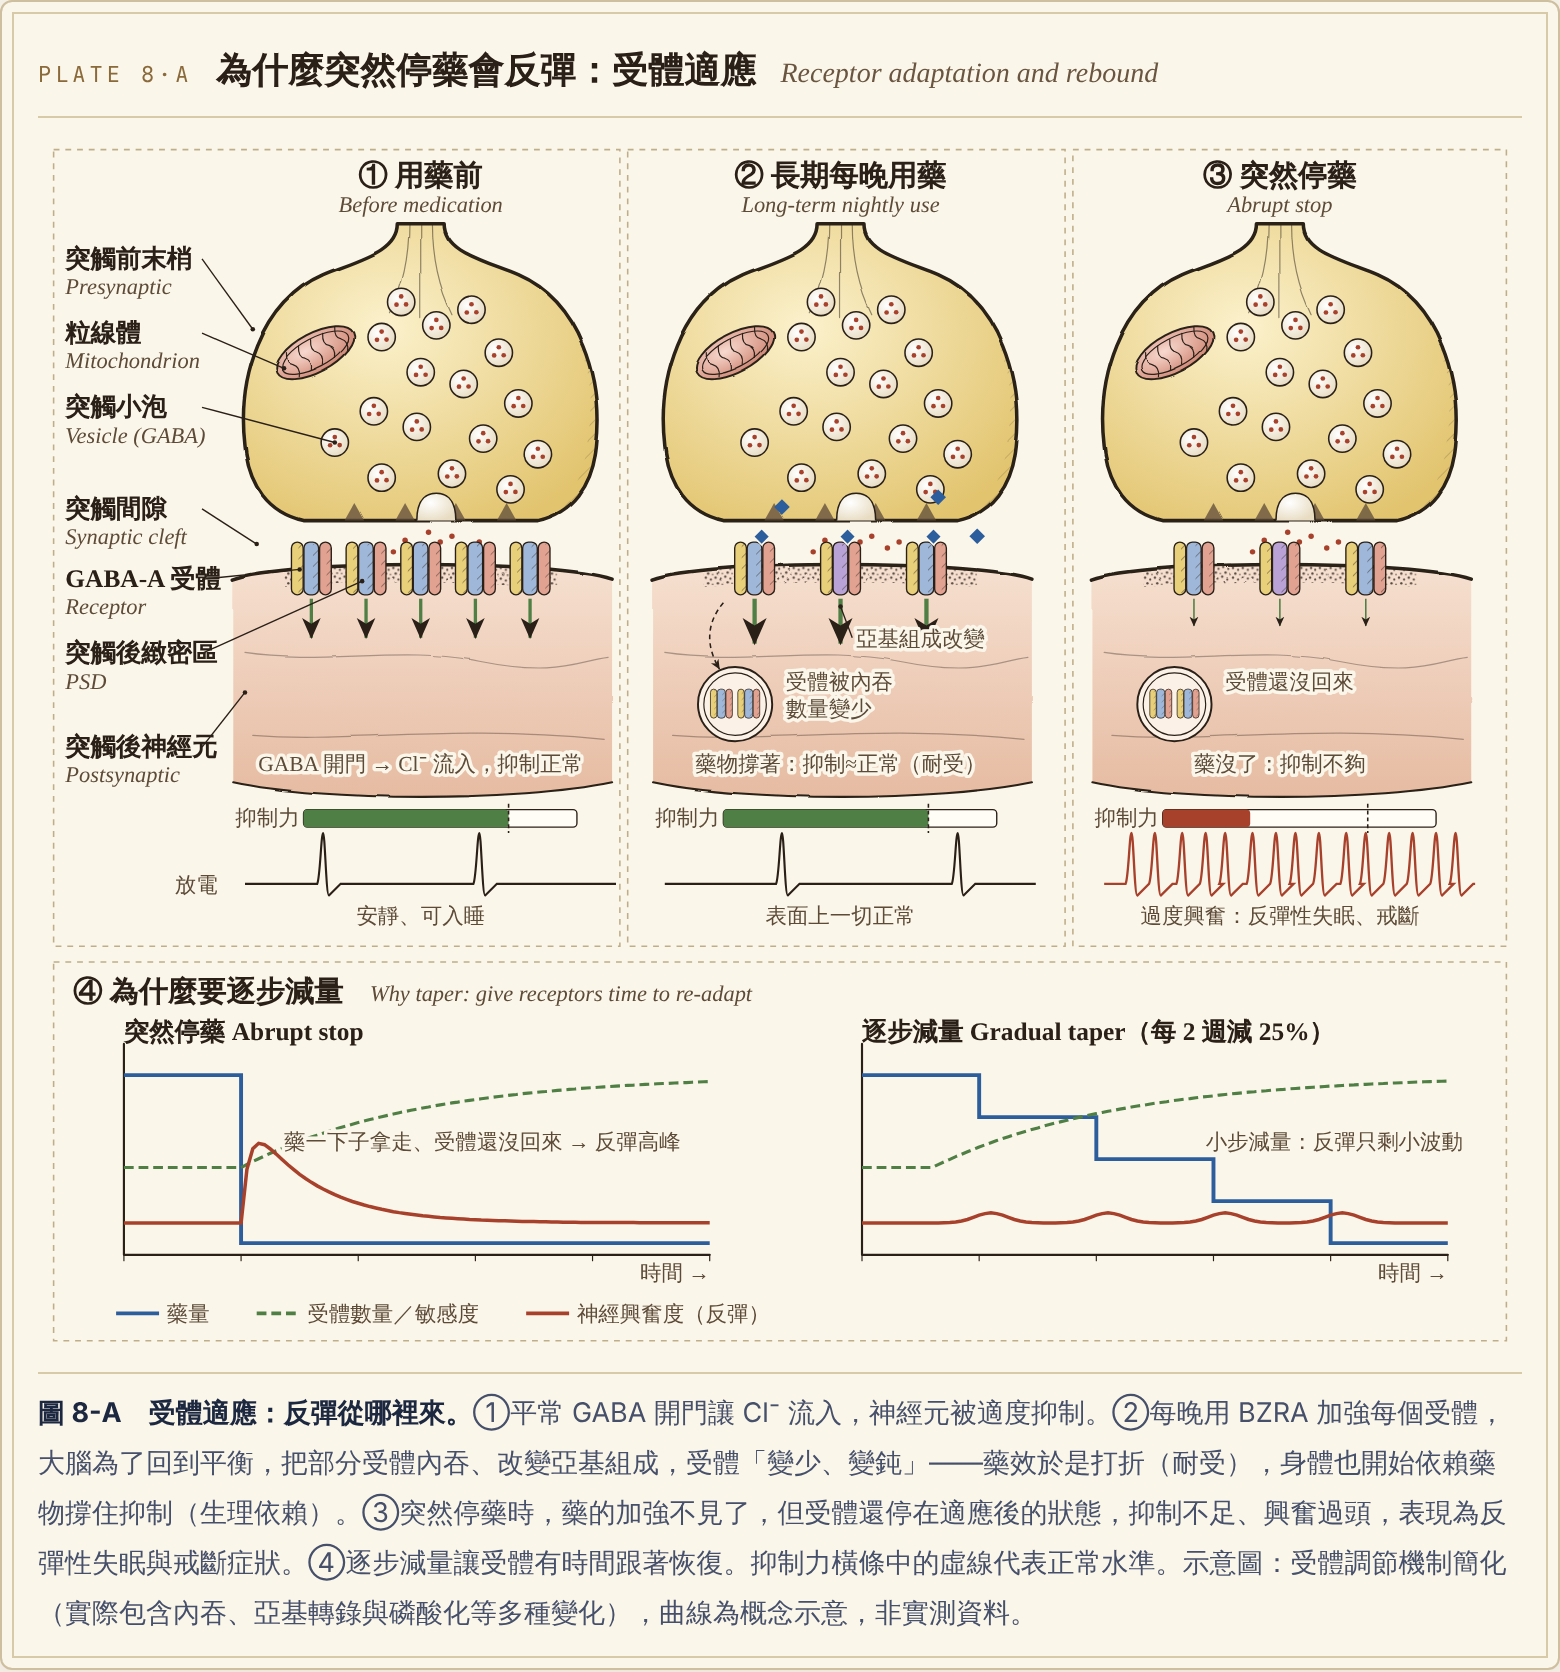 PLATE 8·A 為什麼突然停藥會反彈：受體適應 Receptor adaptation and rebound
① 用藥前
Before medication
② 長期每晚用藥
Long-term nightly use
③ 突然停藥
Abrupt stop
突觸前末梢
Presynaptic
粒線體
Mitochondrion
突觸小泡
Vesicle (GABA)
突觸間隙
Synaptic cleft
GABA-A 受體
Receptor
突觸後緻密區
PSD
突觸後神經元
Postsynaptic
GABA 開門 → Cl⁻ 流入，抑制正常
抑制力
放電
安靜、可入睡
亞基組成改變
受體被內吞
數量變少
藥物撐著：抑制≈正常（耐受）
抑制力
表面上一切正常
受體還沒回來
藥沒了：抑制不夠
抑制力
過度興奮：反彈性失眠、戒斷
④ 為什麼要逐步減量 Why taper: give receptors time to re-adapt
突然停藥 Abrupt stop
藥一下子拿走、受體還沒回來 → 反彈高峰
時間 →
逐步減量 Gradual taper（每 2 週減 25%）
小步減量：反彈只剩小波動
時間 →
藥量
受體數量／敏感度
神經興奮度（反彈）
圖 8-A 受體適應：反彈從哪裡來。①平常 GABA 開門讓 Cl⁻ 流入，神經元被適度抑制。②每晚用 BZRA 加強每個受體，
大腦為了回到平衡，把部分受體內吞、改變亞基組成，受體「變少、變鈍」——藥效於是打折（耐受），身體也開始依賴藥
物撐住抑制（生理依賴）。③突然停藥時，藥的加強不見了，但受體還停在適應後的狀態，抑制不足、興奮過頭，表現為反
彈性失眠與戒斷症狀。④逐步減量讓受體有時間跟著恢復。抑制力橫條中的虛線代表正常水準。示意圖：受體調節機制簡化
（實際包含內吞、亞基轉錄與磷酸化等多種變化），曲線為概念示意，非實測資料。